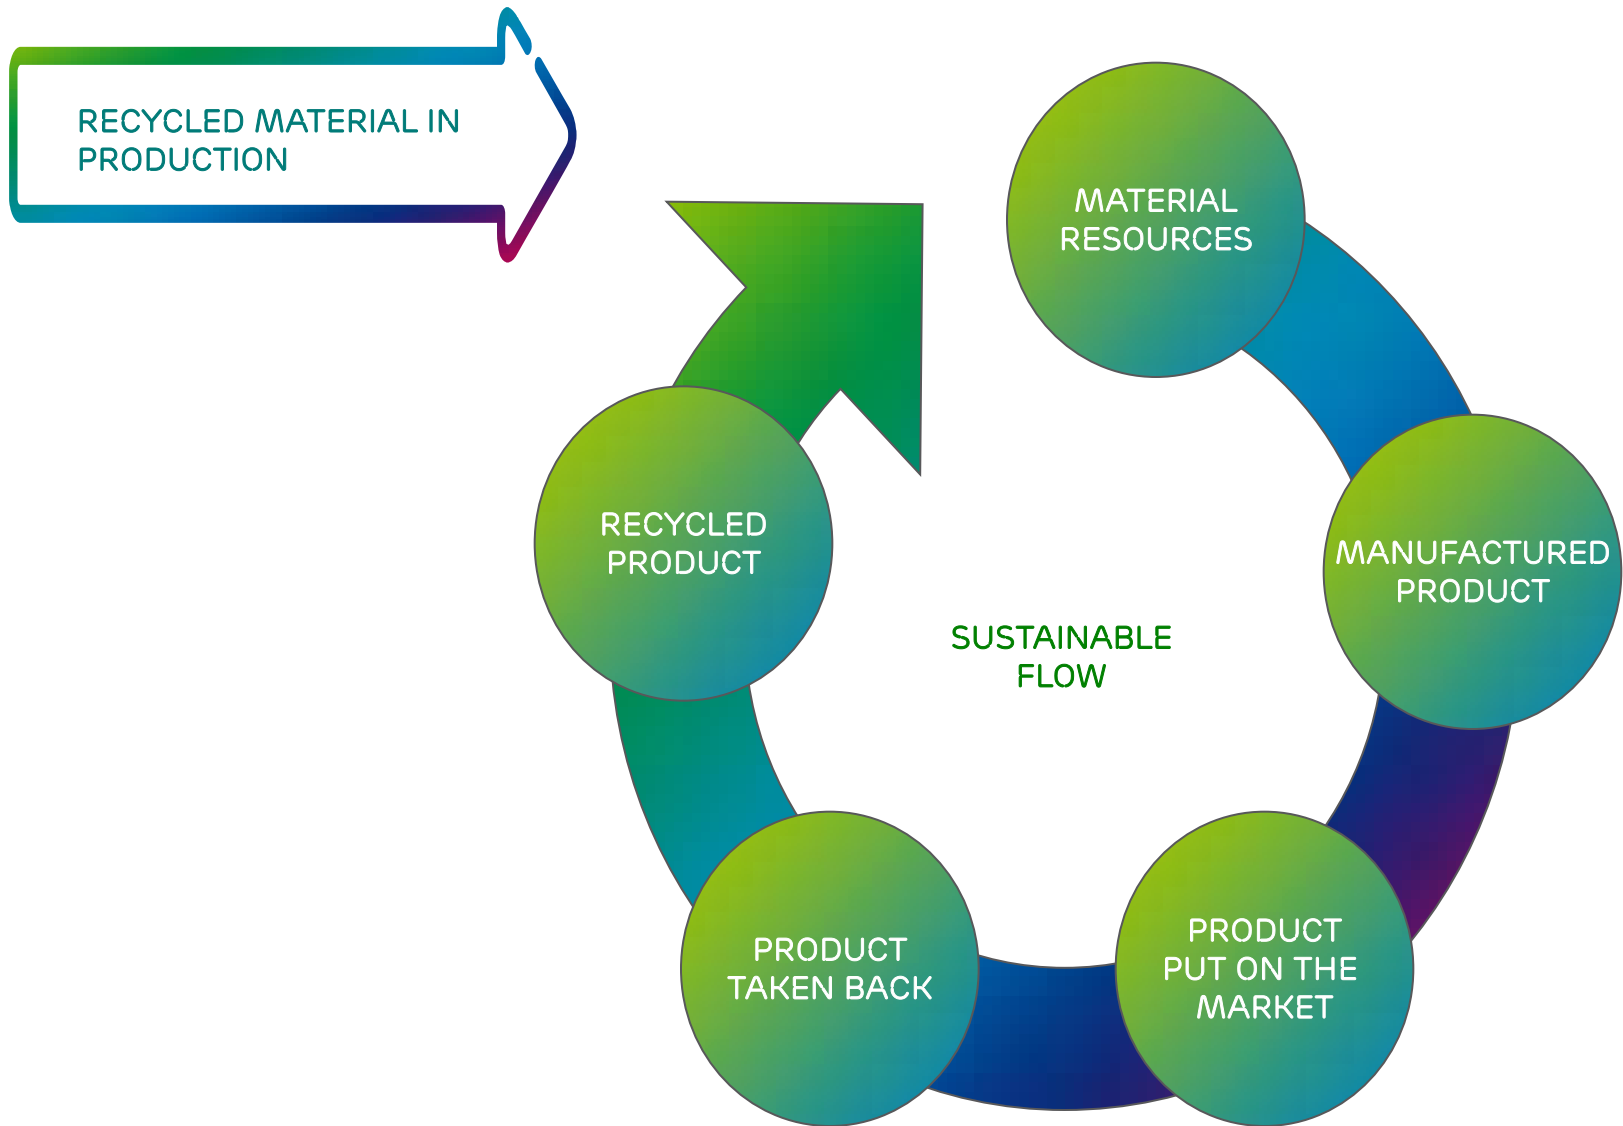 RECYCLED MATERIAL IN
PRODUCTION
MATERIAL
RESOURCES
MANUFACTURED
PRODUCT
PRODUCT
PUT ON THE
MARKET
PRODUCT
TAKEN BACK
RECYCLED
PRODUCT
SUSTAINABLE
FLOW